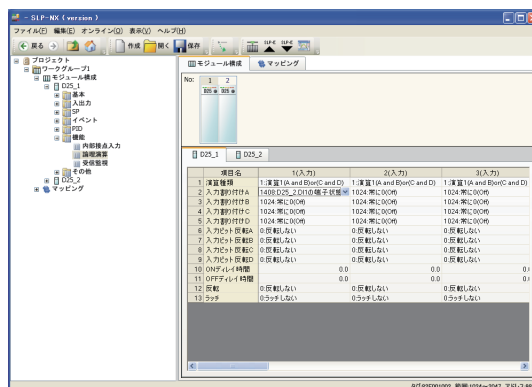 - SLP-NX ( version )
ファイル(F) 編集(E) オンライン(O) 表示(V) ヘルプ(H)
戻る 作成 開く 保存 SLP-E SLP-E
プロジェクト
ワークグループ1
モジュール構成
D25_1
基本
入出力
SP
イベント
PID
機能
内部接点入力
論理演算
受信監視
その他
D25_2
マッピング
モジュール構成 マッピング
No: 1 2
D25 D25
D25_1 D25_2
項目名 1(入力) 2(入力) 3(入力)
1 演算種類 1:演算1(A and B)or(C and D) 1:演算1(A and B)or(C and D) 1:演算1(A and B)or(C and D)
2 入力割り付けA 1408:D25_2.DI1の端子状態 1024:常に0(Off) 1024:常に0(Off)
3 入力割り付けB 1024:常に0(Off) 1024:常に0(Off) 1024:常に0(Off)
4 入力割り付けC 1024:常に0(Off) 1024:常に0(Off) 1024:常に0(Off)
5 入力割り付けD 1024:常に0(Off) 1024:常に0(Off) 1024:常に0(Off)
6 入力ビット反転A 0:反転しない 0:反転しない 0:反転しない
7 入力ビット反転B 0:反転しない 0:反転しない 0:反転しない
8 入力ビット反転C 0:反転しない 0:反転しない 0:反転しない
9 入力ビット反転D 0:反転しない 0:反転しない 0:反転しない
10 ONディレイ時間 0.0 0.0 0.
11 OFFディレイ時間 0.0 0.0 0.
12 反転 0:反転しない 0:反転しない 0:反転しない
13 ラッチ 0:ラッチしない 0:ラッチしない 0:ラッチしない